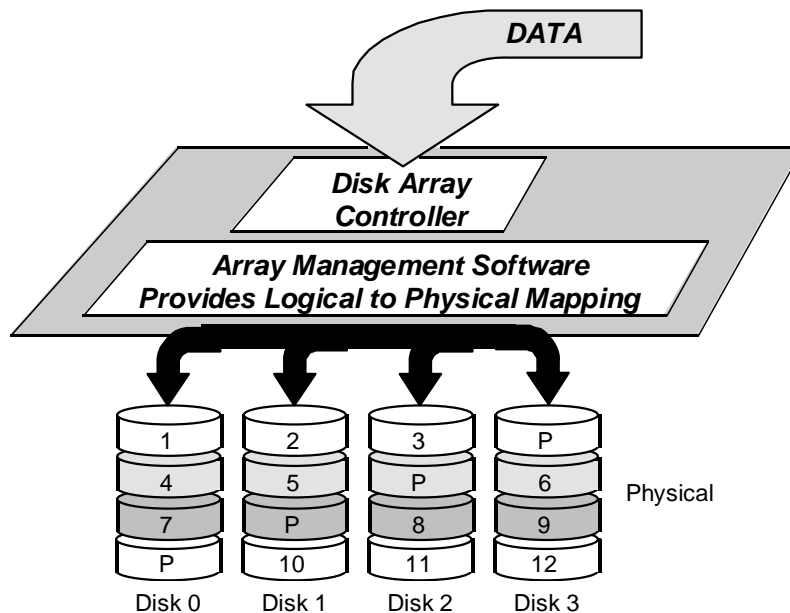 DATA
Disk Array
Controller
Array Management Software
Provides Logical to Physical Mapping
1 2 3 P
4 5 P 6
Physical
7 P 8 9
P 10 11 12
Disk 0 Disk 1 Disk 2 Disk 3